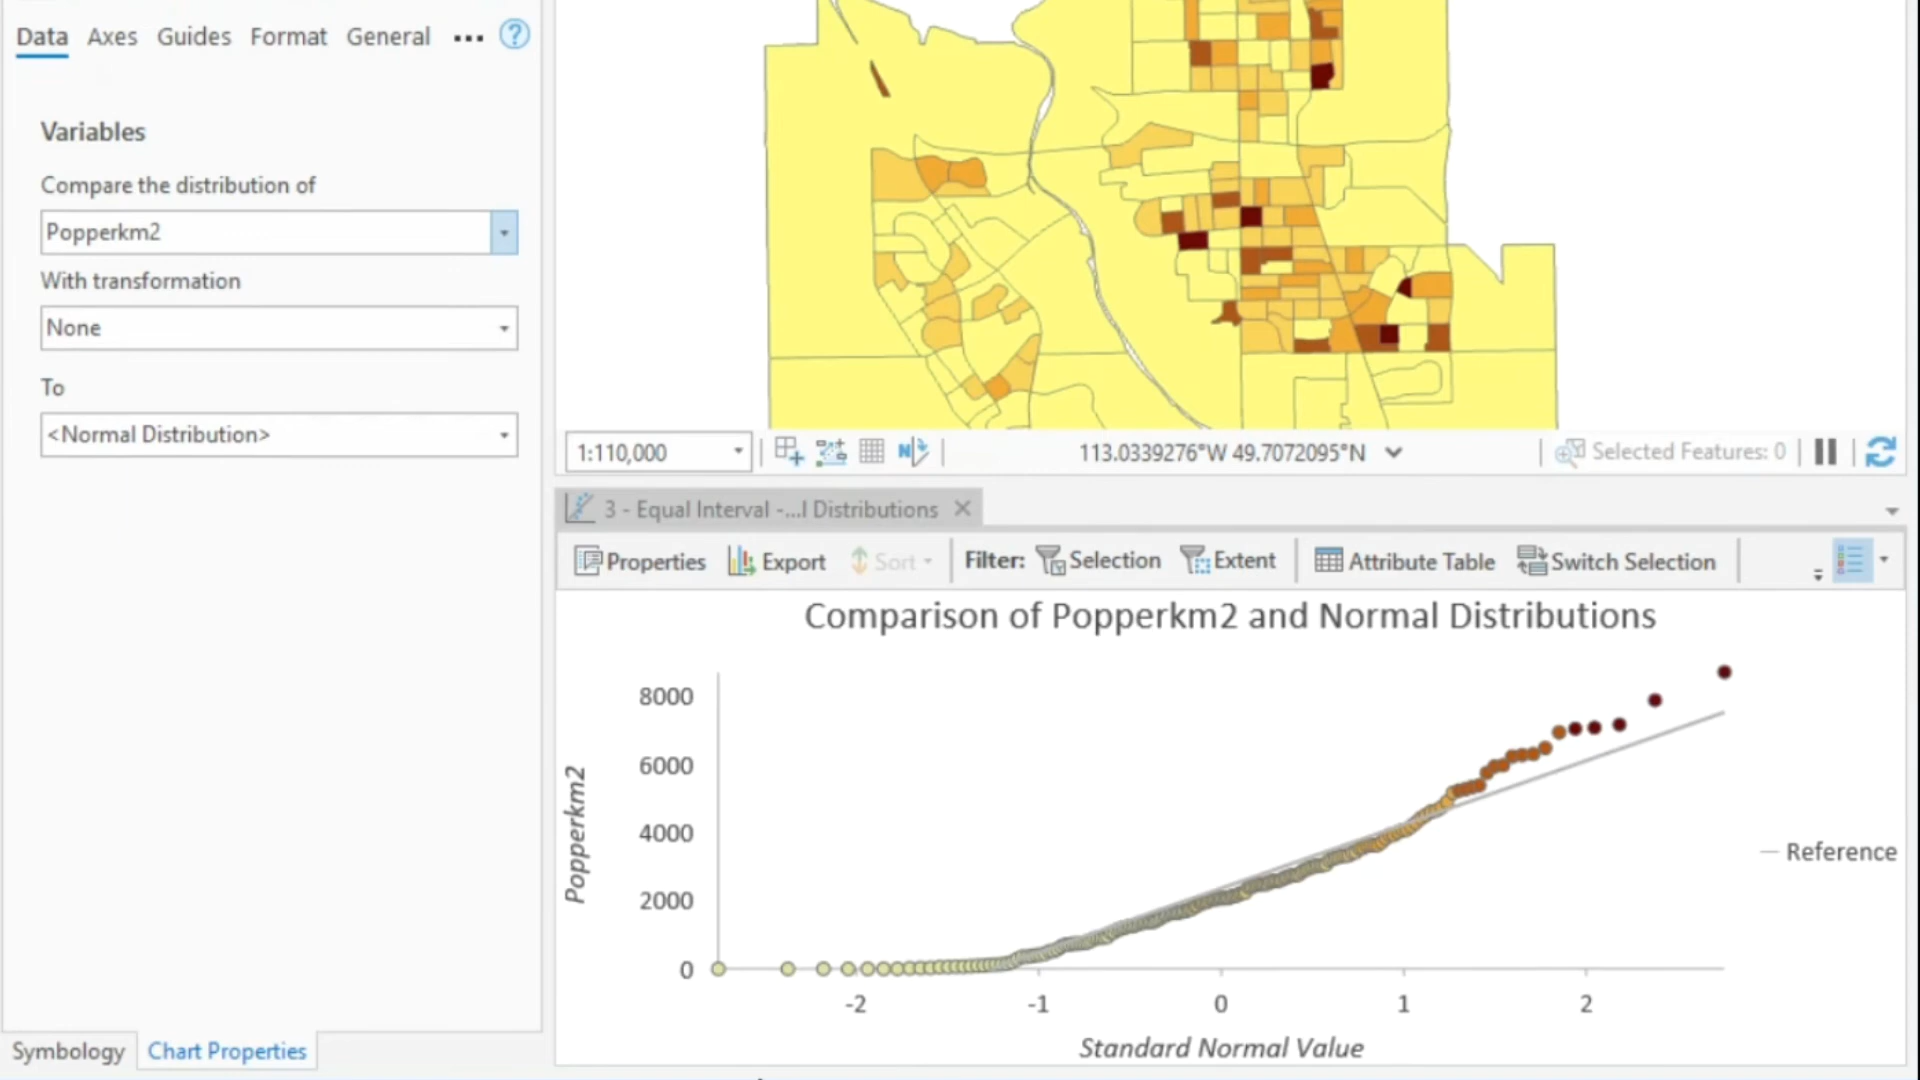 Data Axes Guides Format General ••• ?
Variables
Compare the distribution of
Popperkm2
With transformation
None
To
<Normal Distribution>
Symbology Chart Properties
1:110,000 N 113.0339276°W 49.7072095°N Selected Features: 0
3 - Equal Interval -...l Distributions
Properties Export Sort Filter: Selection Extent Attribute Table Switch Selection
Comparison of Popperkm2 and Normal Distributions
8000
6000
4000
2000
0
Popperkm2
-2 -1 0 1 2
Standard Normal Value
Reference